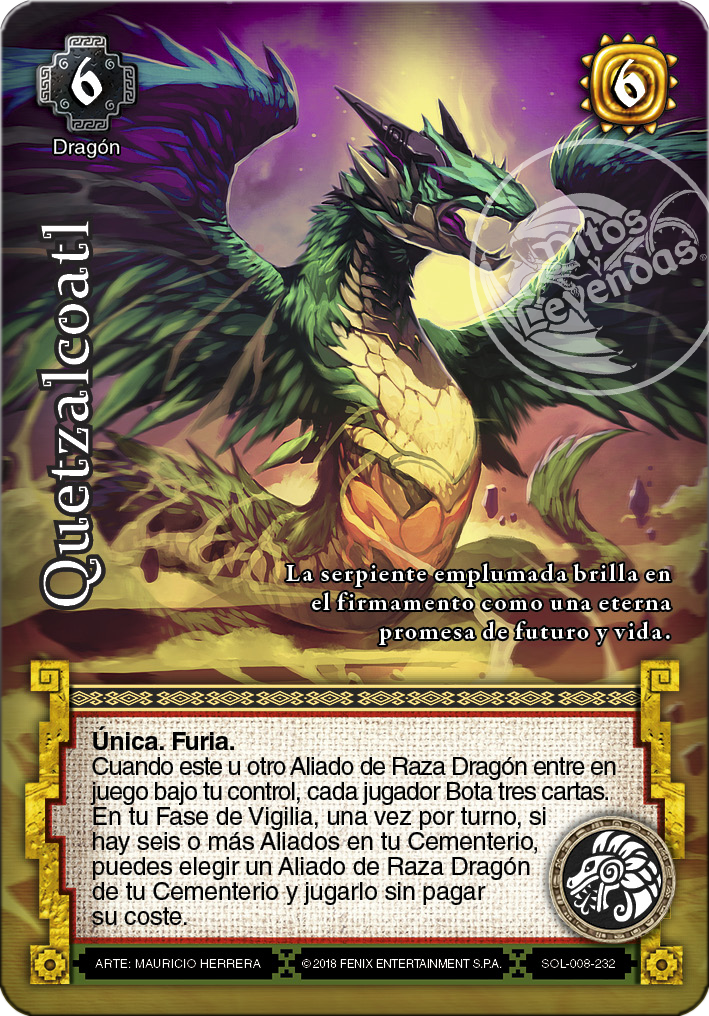 6
6
Dragón
Mitos
y
Leyendas
Quetzalcoatl
La serpiente emplumada brilla en
el firmamento como una eterna
promesa de futuro y vida.
Única. Furia.
Cuando este u otro Aliado de Raza Dragón entre en
juego bajo tu control, cada jugador Bota tres cartas.
En tu Fase de Vigilia, una vez por turno, si
hay seis o más Aliados en tu Cementerio,
puedes elegir un Aliado de Raza Dragón
de tu Cementerio y jugarlo sin pagar
su coste.
ARTE: MAURICIO HERRERA
© 2018 FENIX ENTERTAINMENT S.P.A.
SOL-008-232